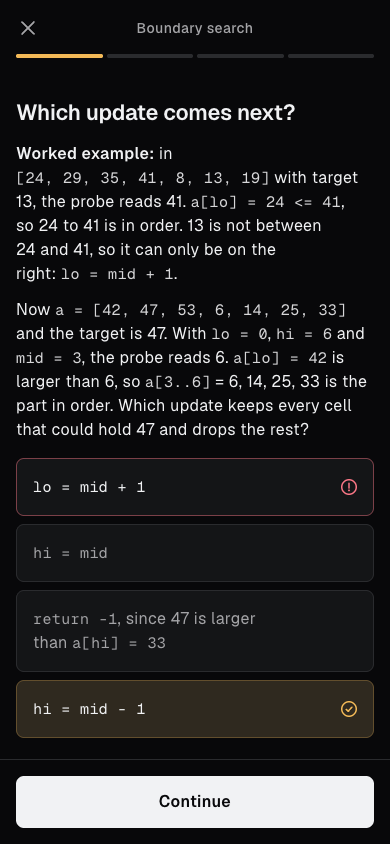 Boundary search
Which update comes next?
Worked example: in
[24, 29, 35, 41, 8, 13, 19] with target
13, the probe reads 41. a[lo] = 24 <= 41,
so 24 to 41 is in order. 13 is not between
24 and 41, so it can only be on the
right: lo = mid + 1.
Now a = [42, 47, 53, 6, 14, 25, 33]
and the target is 47. With lo = 0, hi = 6 and
mid = 3, the probe reads 6. a[lo] = 42 is
larger than 6, so a[3..6] = 6, 14, 25, 33 is the
part in order. Which update keeps every cell
that could hold 47 and drops the rest?
lo = mid + 1
hi = mid
return -1, since 47 is larger
than a[hi] = 33
hi = mid - 1
Continue